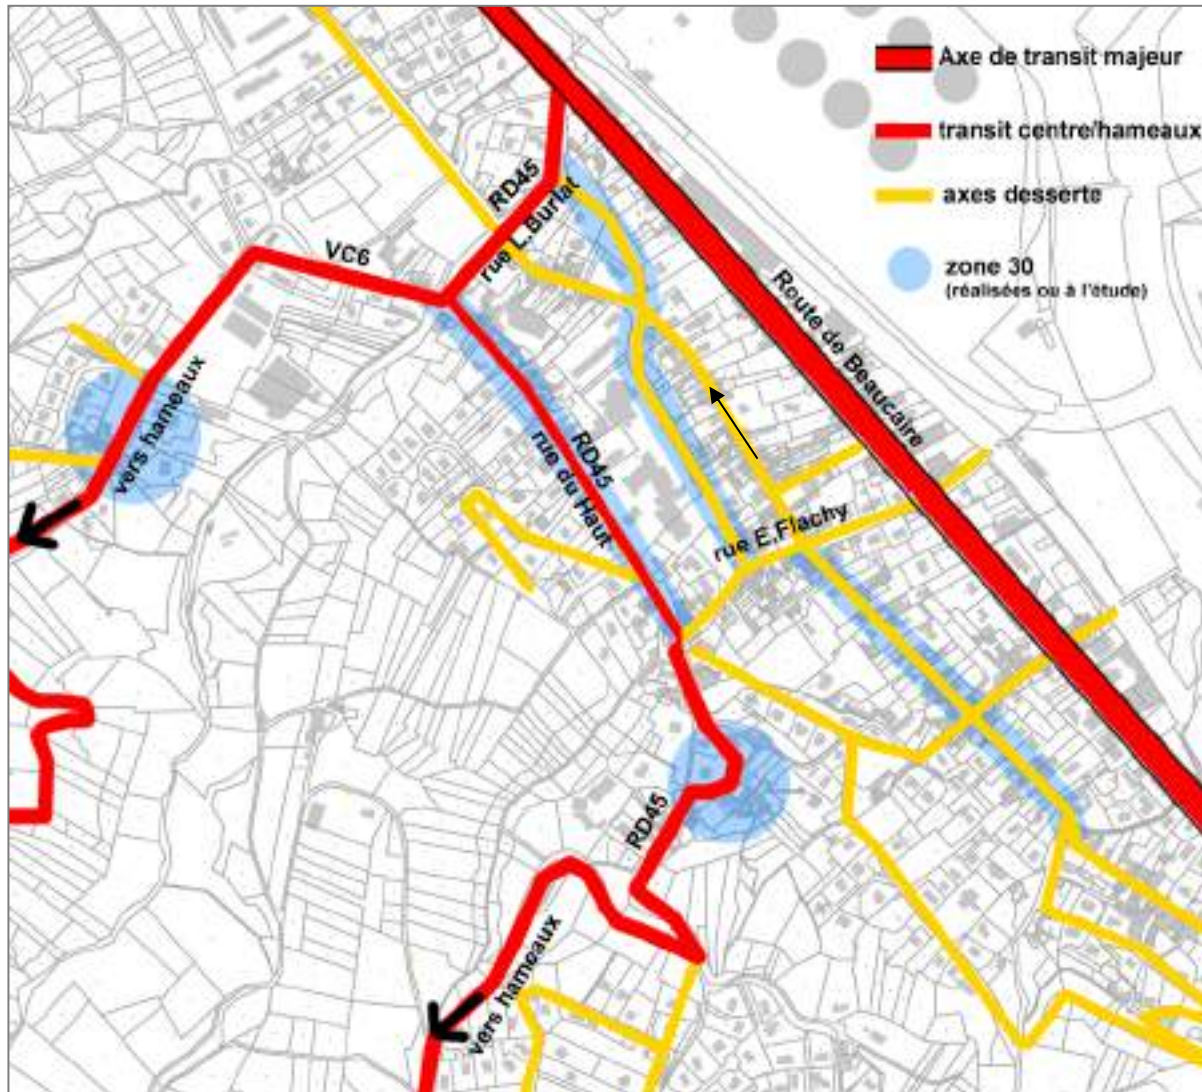 Axe de transit majeur
transit centre/hameaux
axes desserte
zone 30
(réalisées ou à l'étude)
RD45
rue L.Burlat
VC6
Route de Beaucaire
vers hameaux
RD45
rue du Haut
rue E.Flachy
RD45
vers hameaux